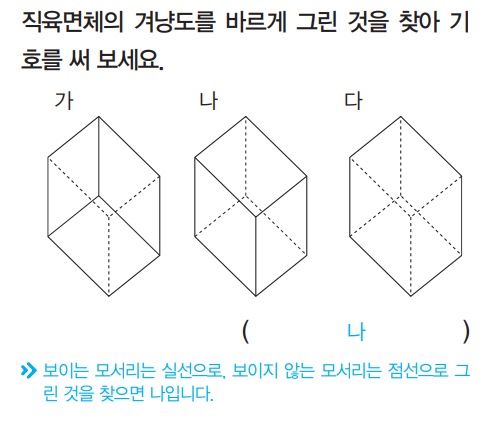 직육면체의 겨냥도를 바르게 그린 것을 찾아 기
호를 써 보세요.
가 나 다
( 나 )
보이는 모서리는 실선으로, 보이지 않는 모서리는 점선으로 그
린 것을 찾으면 나입니다.